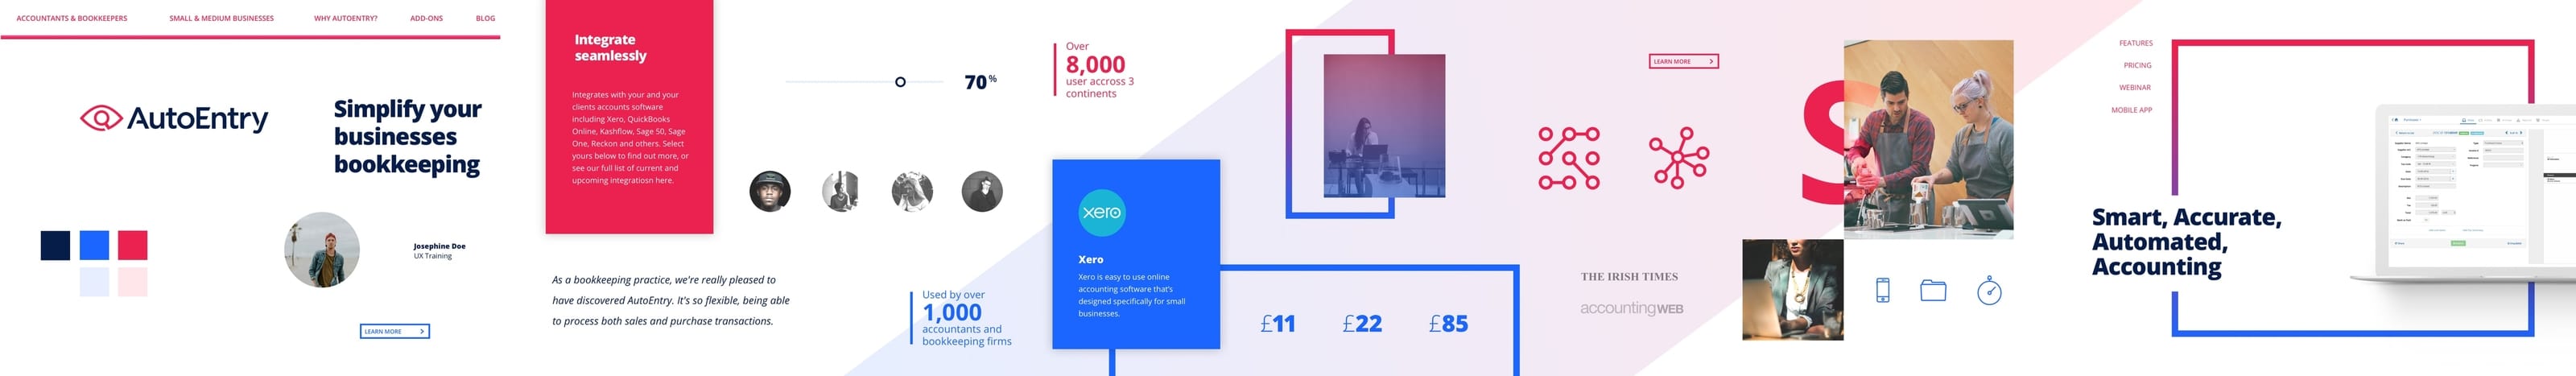 ACCOUNTANTS & BOOKKEEPERS
SMALL & MEDIUM BUSINESSES
WHY AUTOENTRY?
ADD-ONS
BLOG
AutoEntry
Simplify your
businesses
bookkeeping
Josephine Doe
UX Training
LEARN MORE
Integrate
seamlessly
Integrates with your and your
clients accounts software
including Xero, QuickBooks
Online, Kashflow, Sage 50, Sage
One, Reckon and others. Select
yours below to find out more, or
see our full list of current and
upcoming integratiosn here.
70%
As a bookkeeping practice, we're really pleased to
have discovered AutoEntry. It's so flexible, being able
to process both sales and purchase transactions.
Used by over
1,000
accountants and
bookkeeping firms
Over
8,000
user accross 3
continents
xero
Xero
Xero is easy to use online
accounting software that's
designed specifically for small
businesses.
£11
£22
£85
LEARN MORE
S
THE IRISH TIMES
accountingWEB
FEATURES
PRICING
WEBINAR
MOBILE APP
Smart, Accurate,
Automated,
Accounting